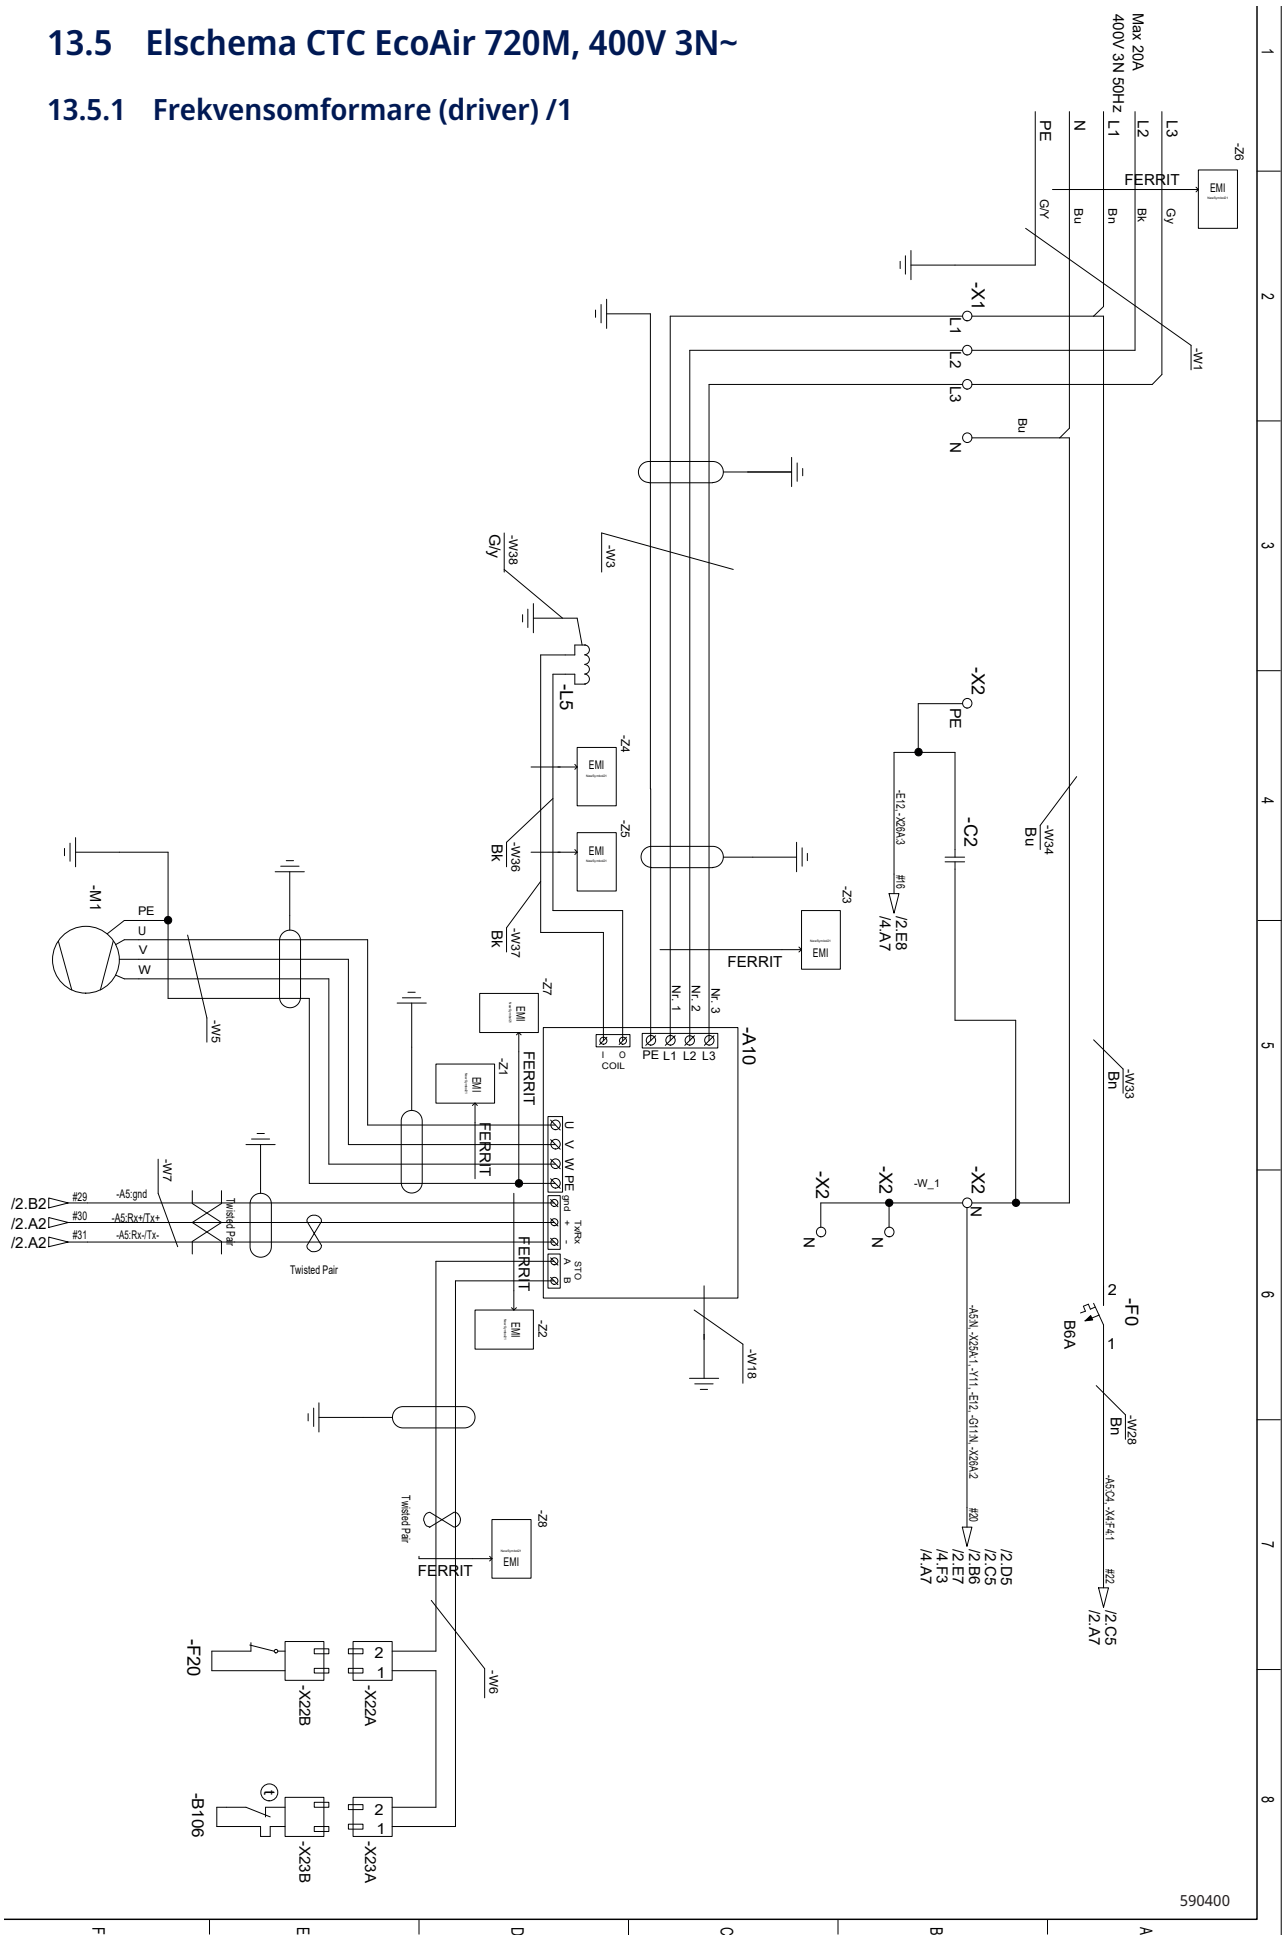 13.5 Elschema CTC EcoAir 720M, 400V 3N~
13.5.1 Frekvensomformare (driver) /1
Max 20A
400V 3N 50Hz
L3
L2
L1
N
PE
-Z6
EMI
FERRIT
Gy
Bk
Bn
Bu
G/Y
-W1
-X1
L1
L2
L3
N
Bu
-W3
-W38
G/y
-L5
-Z4
EMI
-Z5
EMI
-W36
Bk
-W37
Bk
-X2
PE
-C2
-E12,-X26A:3
#16
/2.E8
/4.A7
-W34
Bu
-Z3
EMI
FERRIT
Nr. 1
Nr. 2
Nr. 3
-A10
PE L1 L2 L3
I O
COIL
-M1
PE
U
V
W
-W5
-Z7
EMI
FERRIT
-Z1
EMI
FERRIT
U
V
W
PE
gnd
+
-
Tx/Rx
A
B
STO
-W33
Bn
-W7
/2.B2
#29
-A5:gnd
/2.A2
#30
-A5:Rx+/Tx+
/2.A2
#31
-A5:Rx-/Tx-
Twisted Pair
Twisted Pair
FERRIT
-Z2
EMI
-W18
-X2
N
-X2
N
-W_1
-X2
N
-A5:N, -X25A:1, -Y11, -E12, -G11:N, -X26A:2
#20
/2.D5
/2.C5
/2.B6
/2.E7
/4.F3
/4.A7
2
-F0
1
B6A
-W28
Bn
-A5:C4, -X4:F4:1
#22
/2.C5
/2.A7
Twisted Pair
-Z8
EMI
FERRIT
-W6
-F20
-X22B
2
1
-X22A
t
-B106
-X23B
2
1
-X23A
1
2
3
4
5
6
7
8
590400
F
E
D
C
B
A